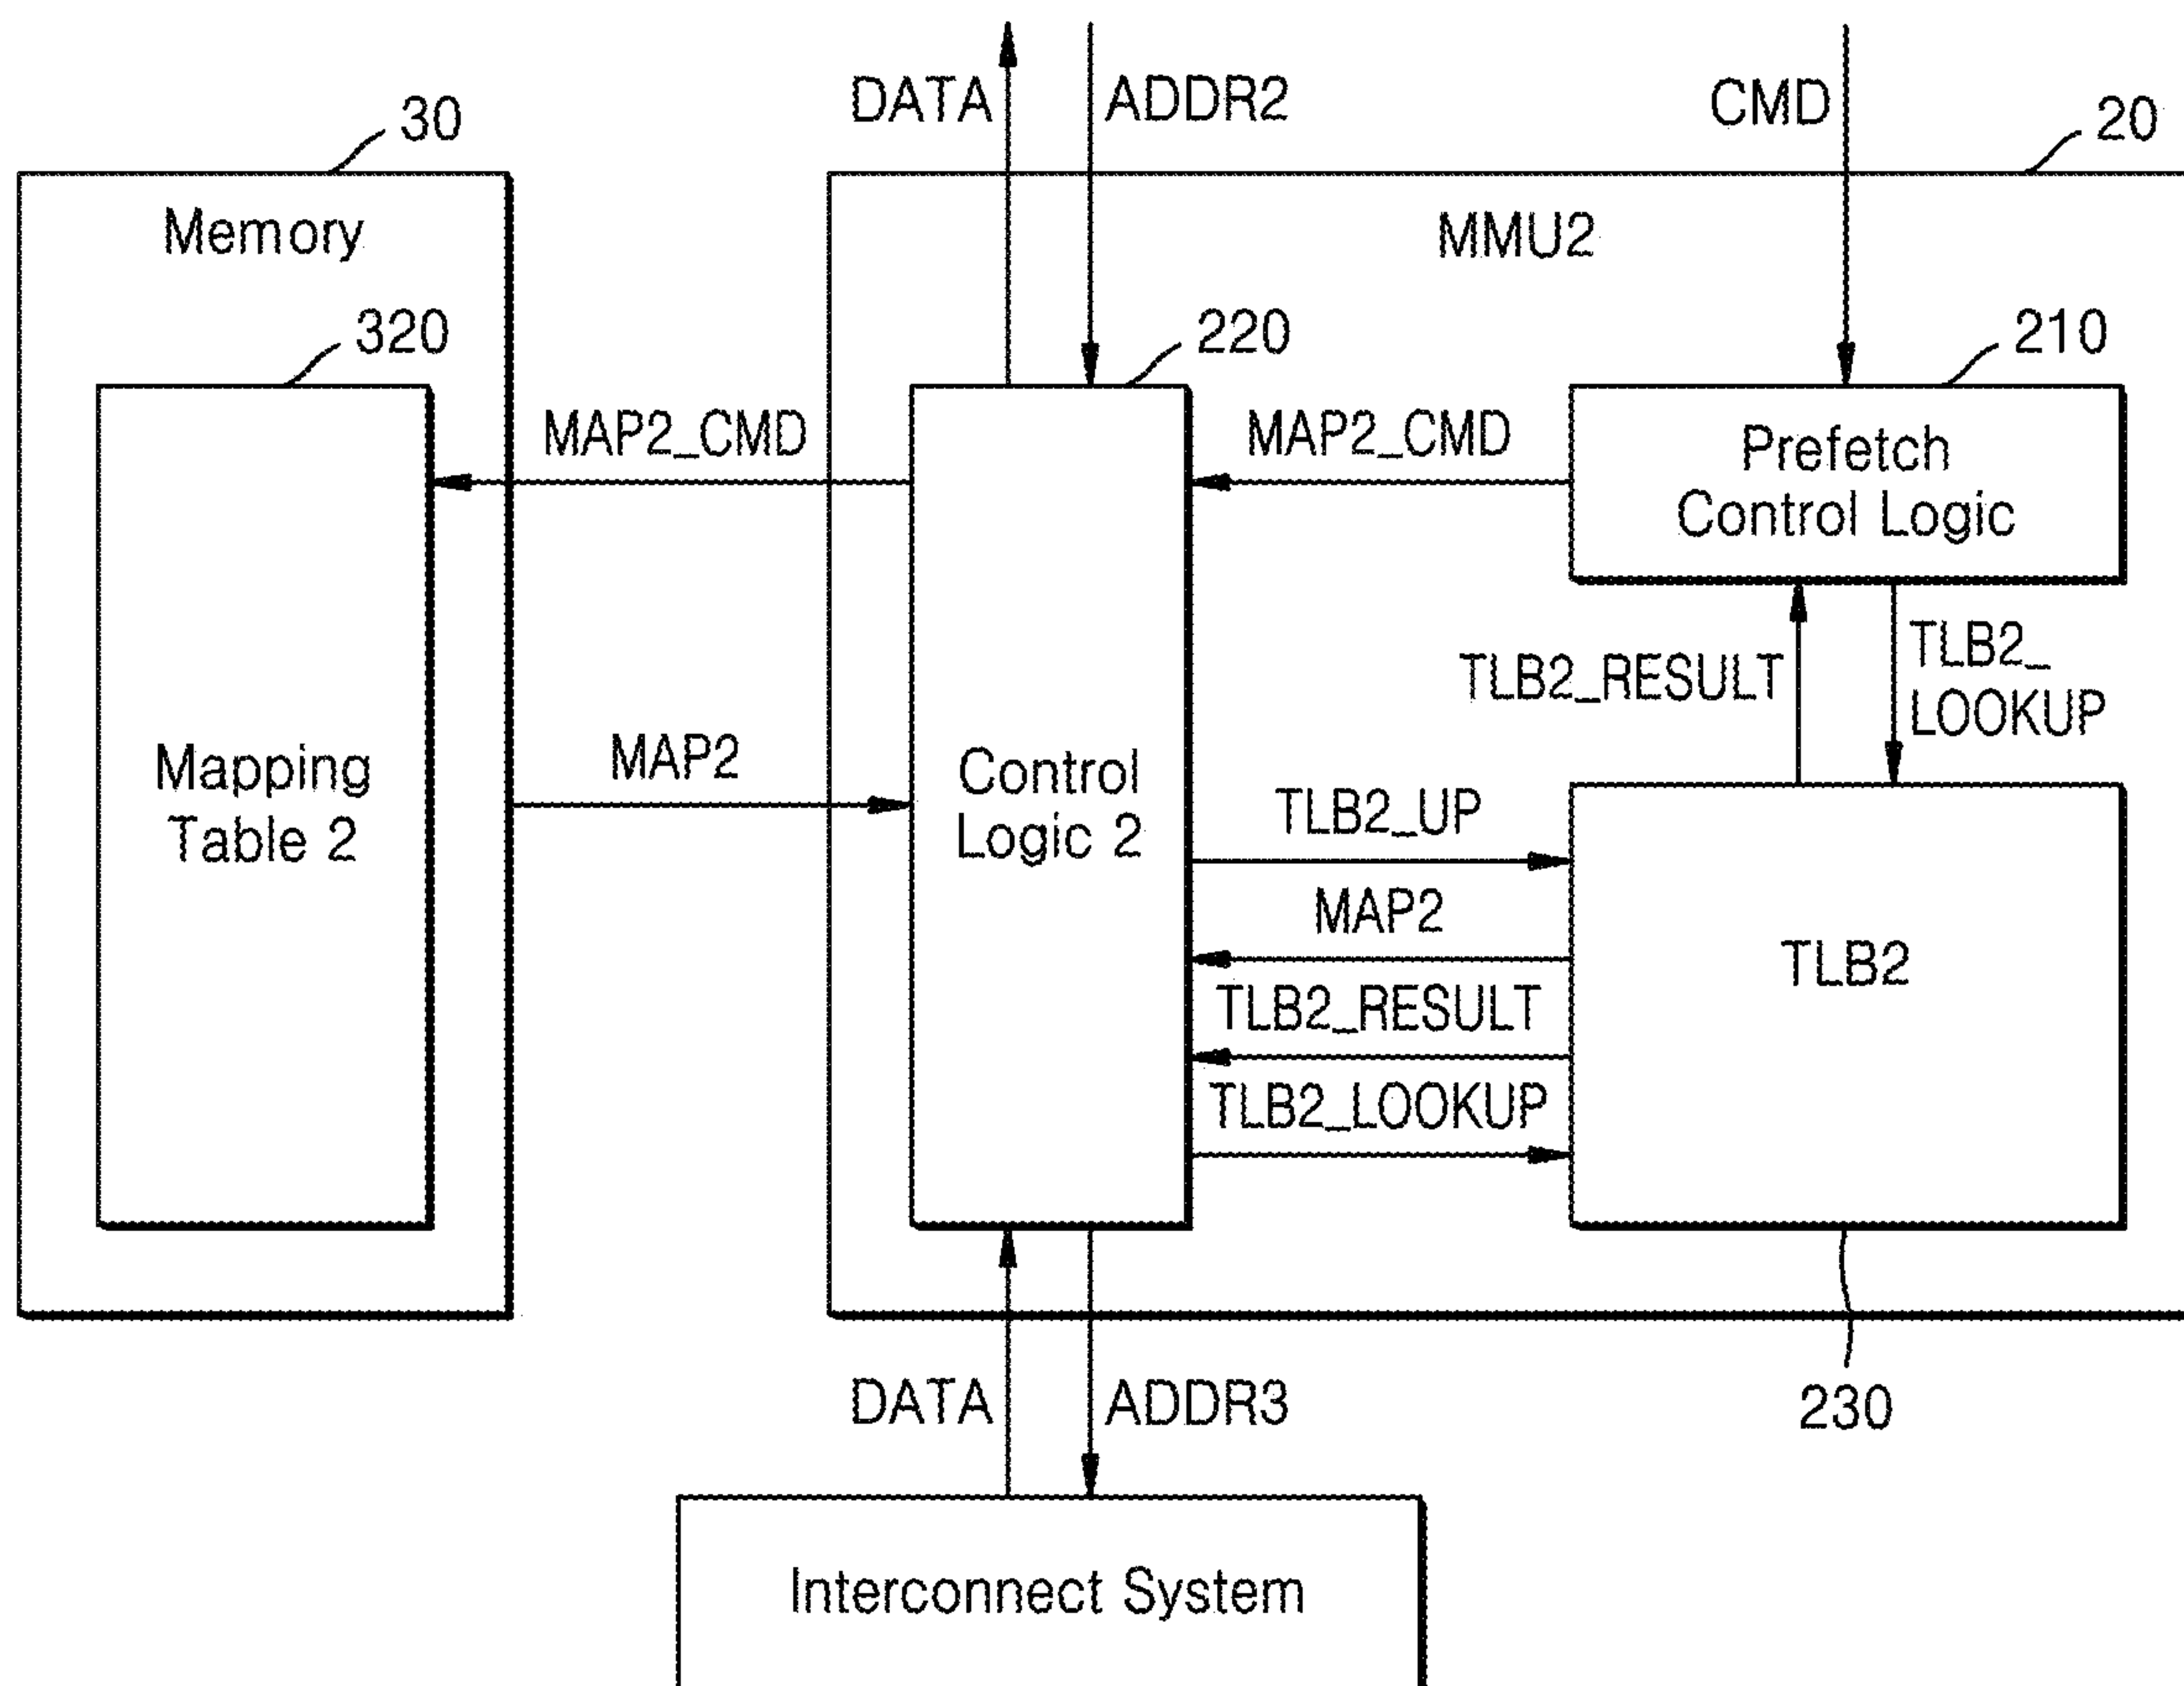 DATA
ADDR2
CMD
30
20
Memory
MMU2
320
220
210
MAP2_CMD
MAP2_CMD
Prefetch
Control Logic
TLB2_RESULT
TLB2_
LOOKUP
Mapping
Table 2
MAP2
Control
Logic 2
TLB2_UP
MAP2
TLB2
TLB2_RESULT
TLB2_LOOKUP
DATA
ADDR3
230
Interconnect System